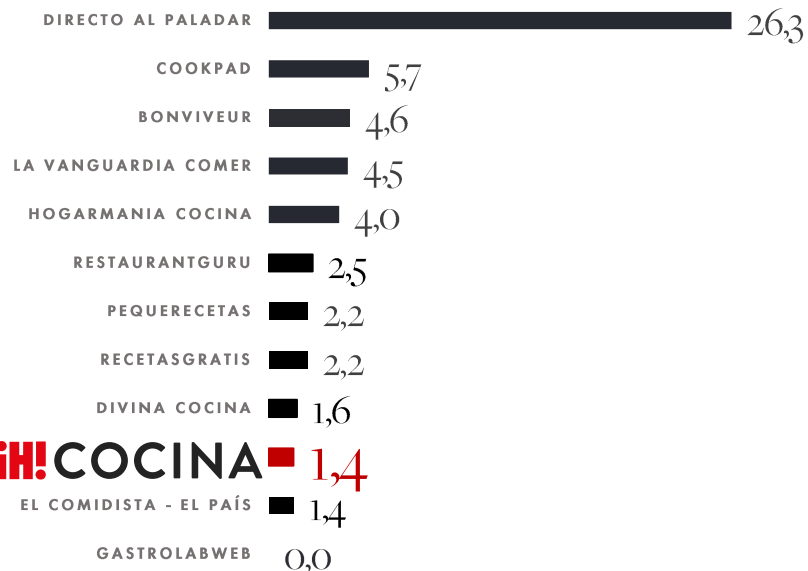 DIRECTO AL PALADAR 26,3
COOKPAD 5,7
BONVIVEUR 4,6
LA VANGUARDIA COMER 4,5
HOGARMANIA COCINA 4,0
RESTAURANTGURU 2,5
PEQUERECETAS 2,2
RECETASGRATIS 2,2
DIVINA COCINA 1,6
¡H! COCINA 1,4
EL COMIDISTA - EL PAÍS 1,4
GASTROLABWEB 0,0